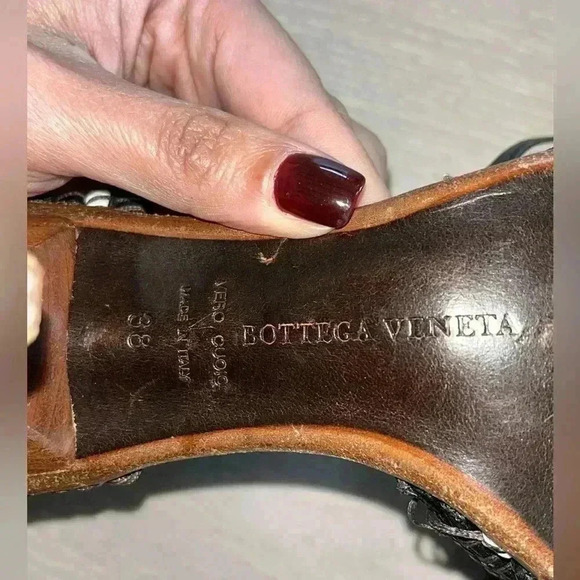 BOTTEGA VENETA
VERO CUOIO
MADE IN ITALY
38